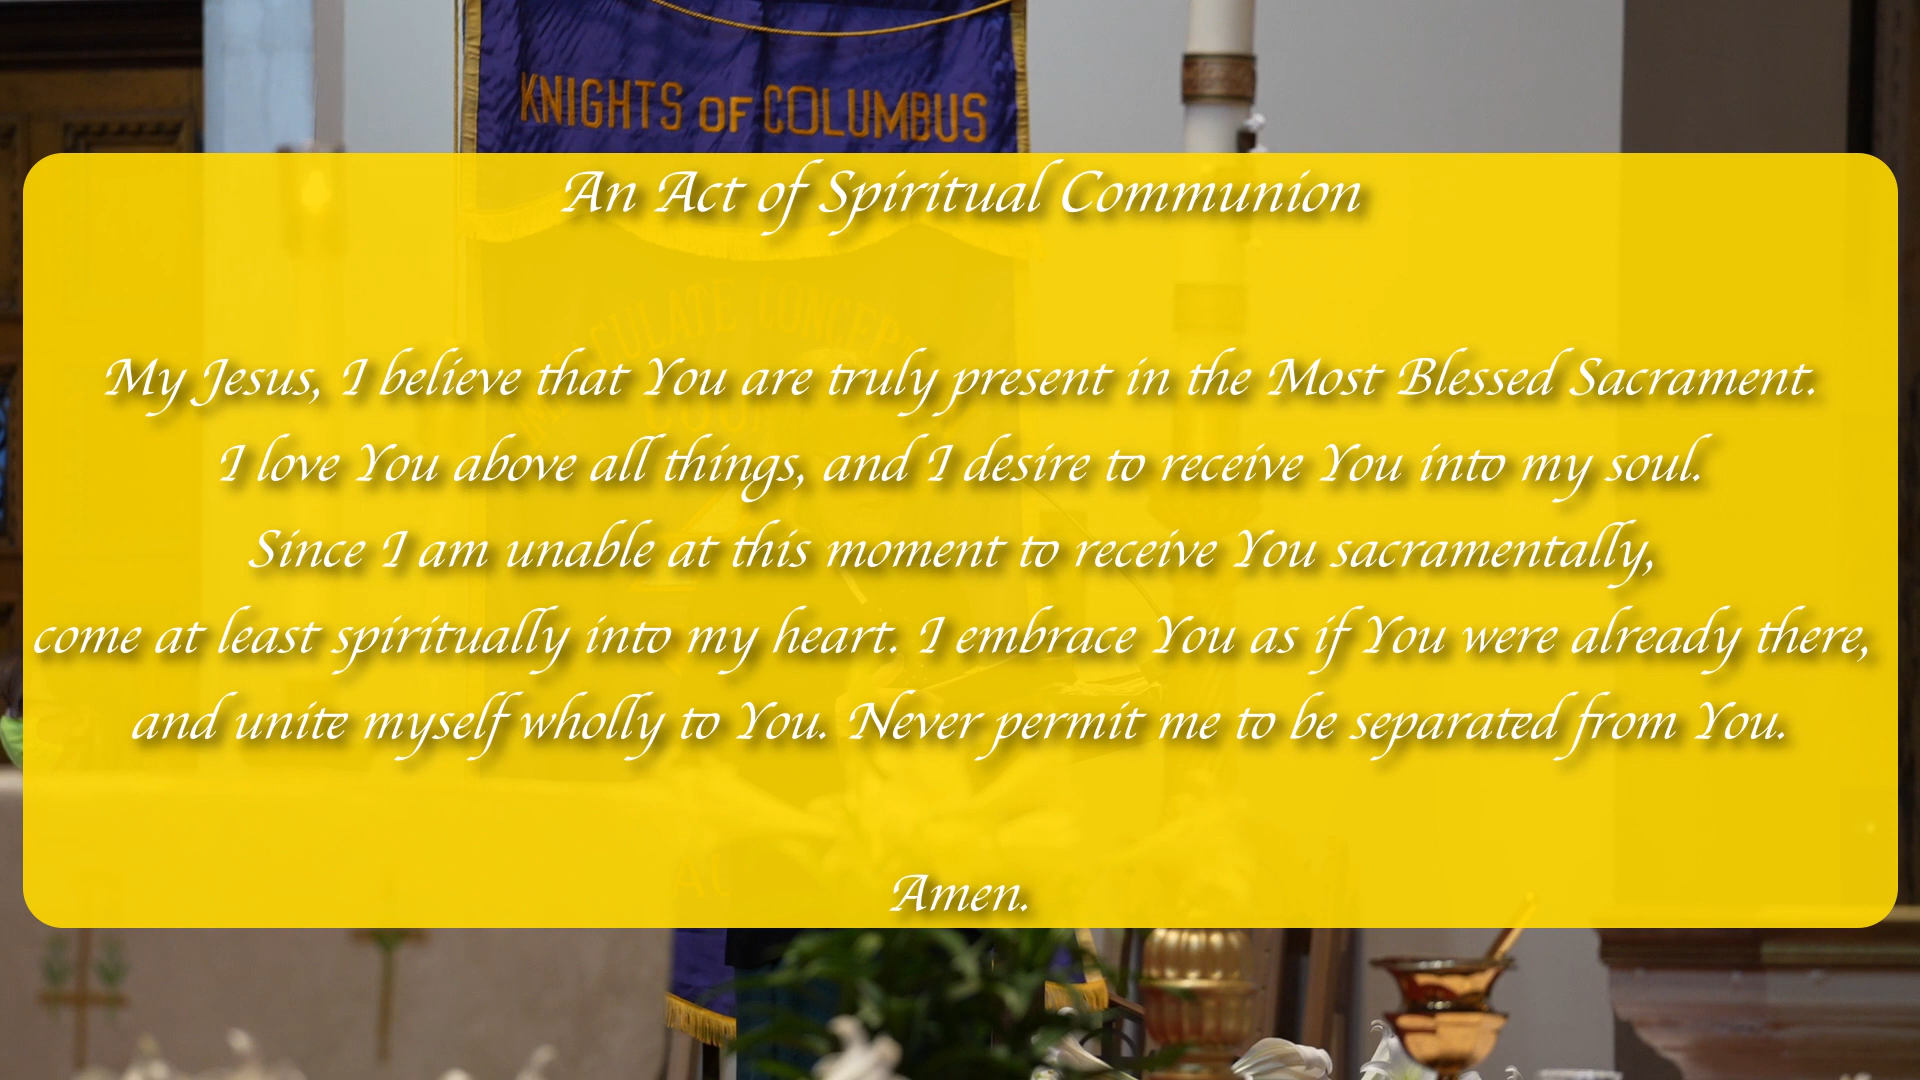 KNIGHTS OF COLUMBUS
An Act of Spiritual Communion
IMMACULATE CONCEPT
COUN
My Jesus, I believe that You are truly present in the Most Blessed Sacrament.
I love You above all things, and I desire to receive You into my soul.
Since I am unable at this moment to receive You sacramentally,
come at least spiritually into my heart. I embrace You as if You were already there,
and unite myself wholly to You. Never permit me to be separated from You.
Amen.